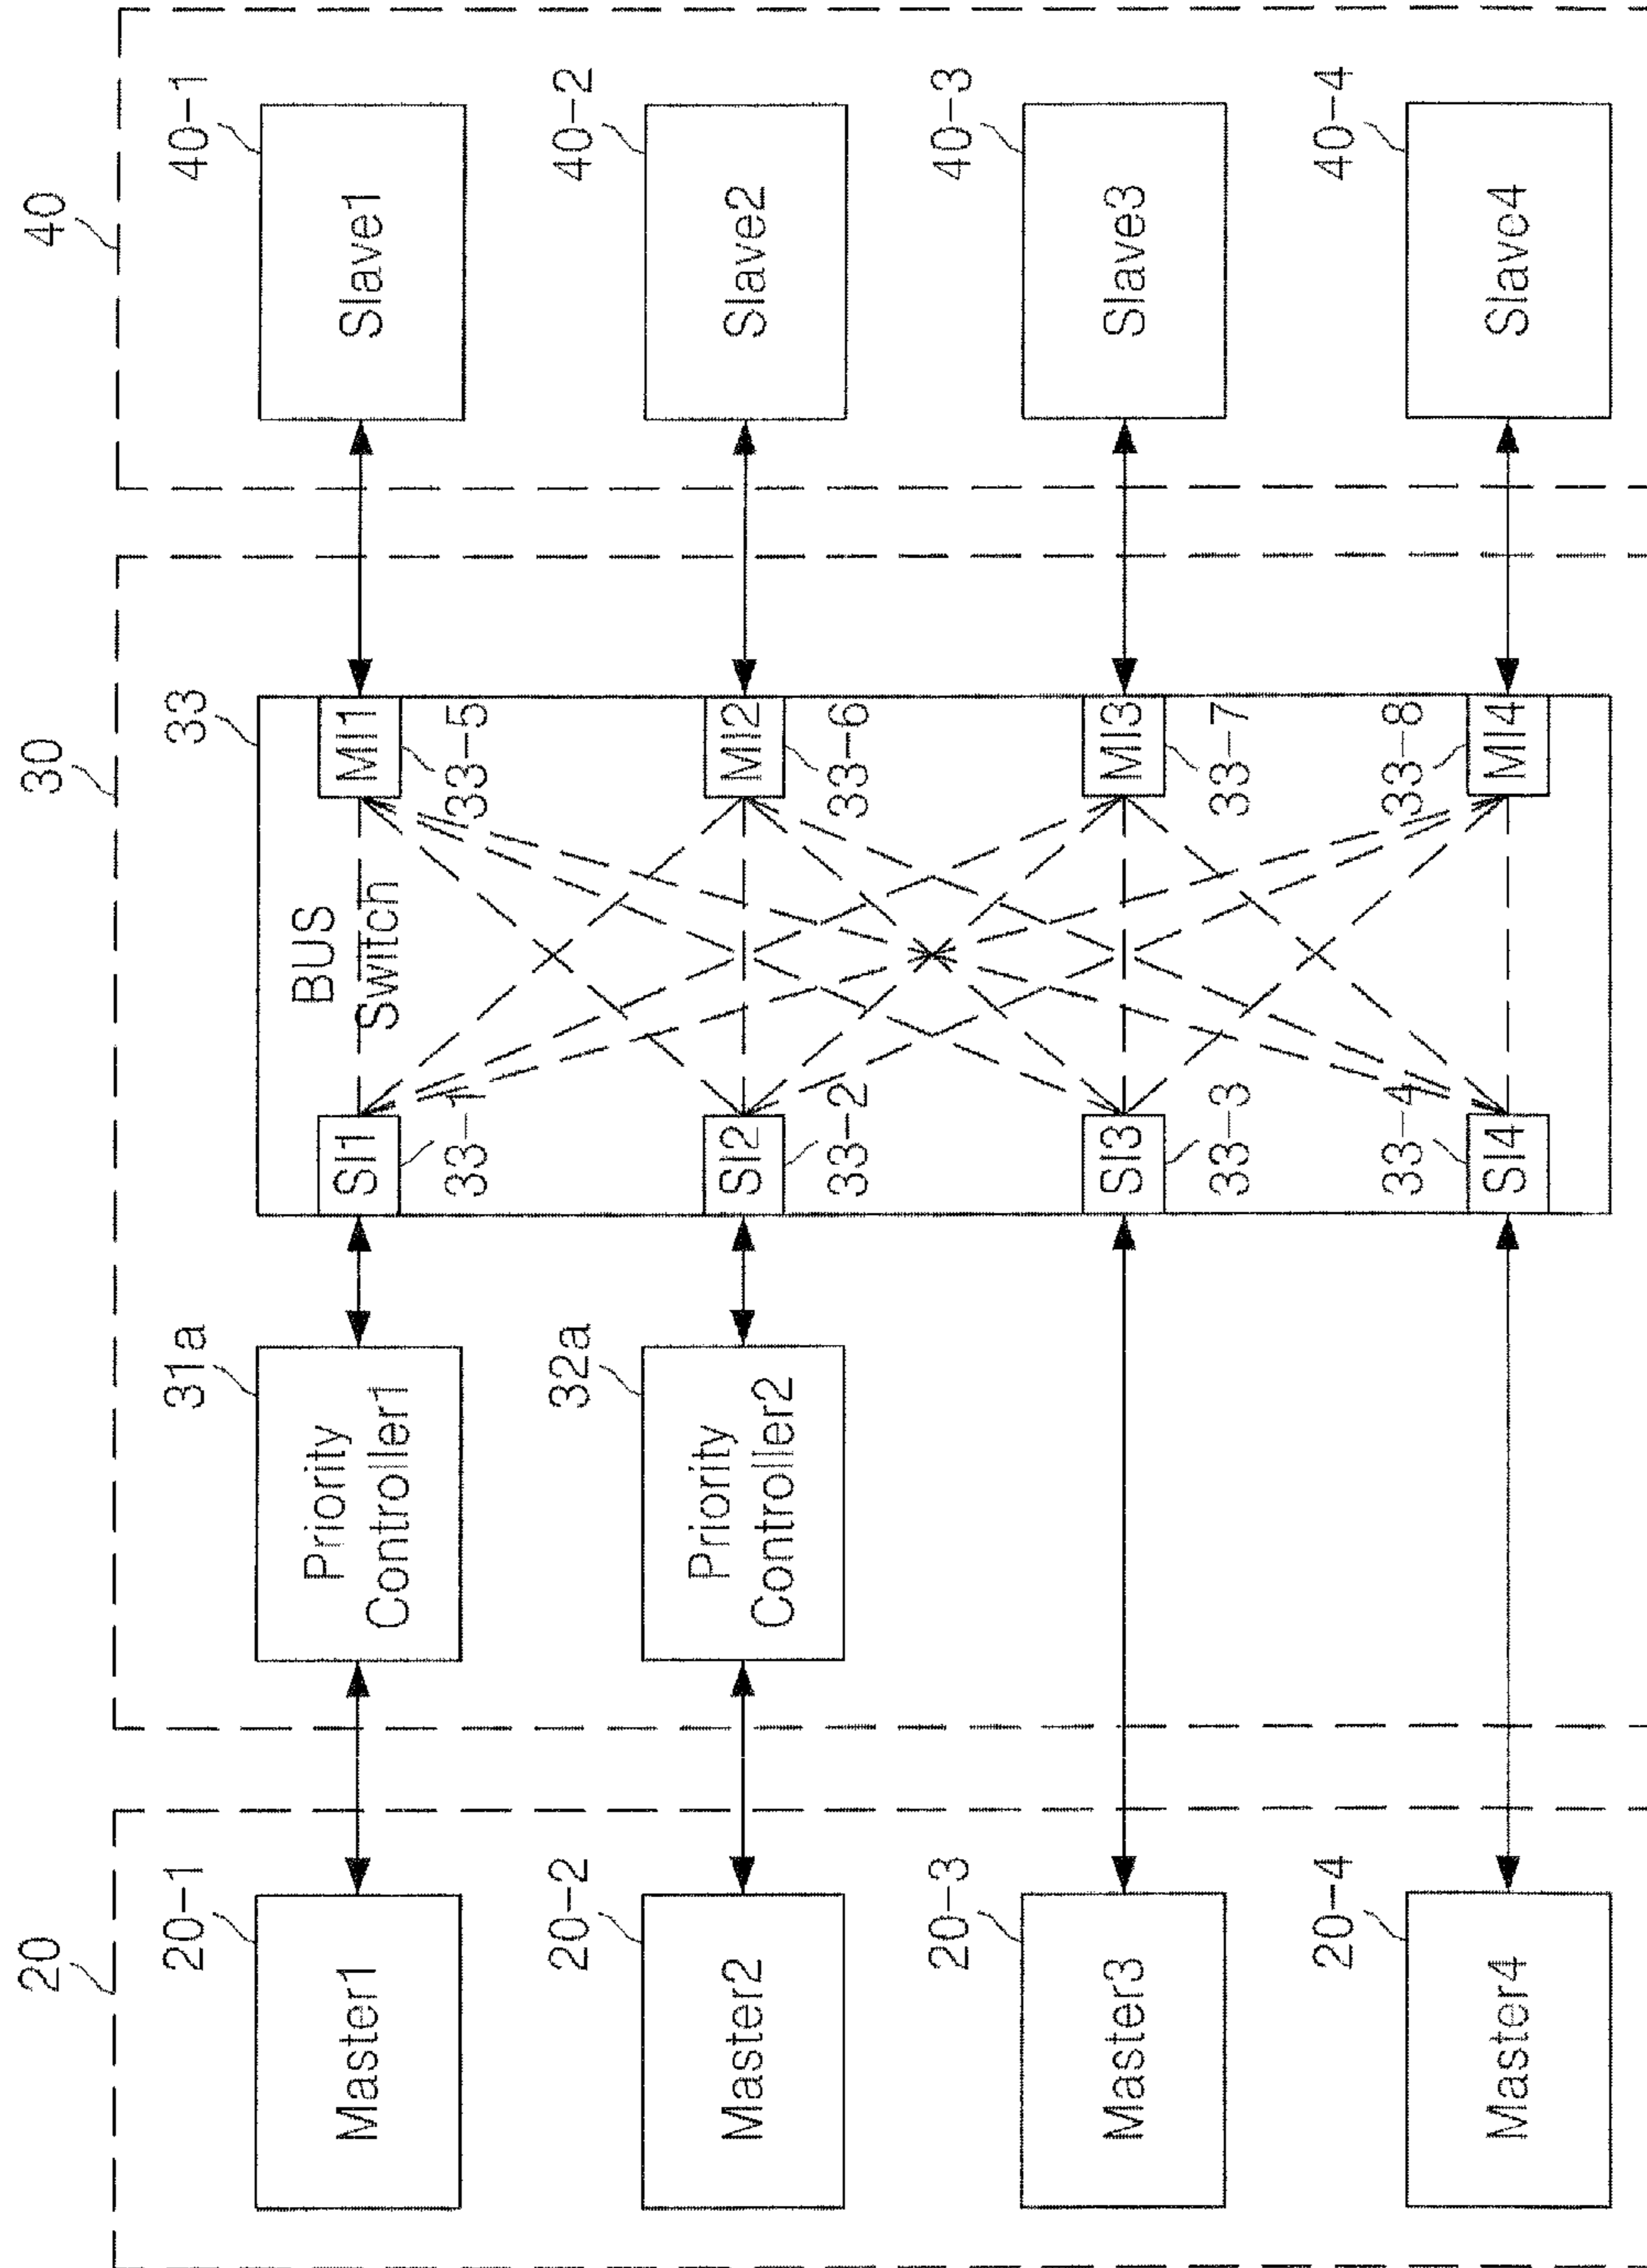 20
20-1
Master1
20-2
Master2
20-3
Master3
20-4
Master4
30
31a
Priority
Controller1
32a
Priority
Controller2
33
BUS
Switch
SI1
33-1
SI2
33-2
SI3
33-3
33-4
SI4
MI1
33-5
MI2
33-6
MI3
33-7
33-8
MI4
40
40-1
Slave1
40-2
Slave2
40-3
Slave3
40-4
Slave4